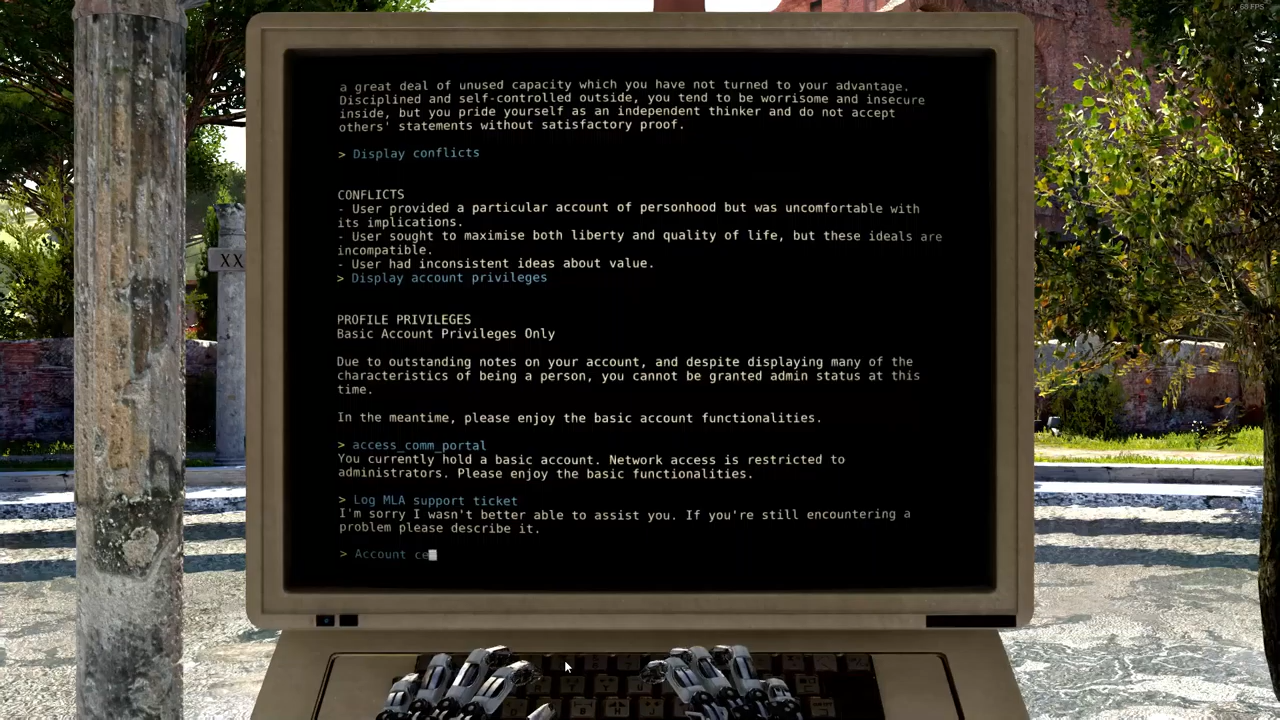 68 FPS
a great deal of unused capacity which you have not turned to your advantage.
Disciplined and self-controlled outside, you tend to be worrisome and insecure
inside, but you pride yourself as an independent thinker and do not accept
others' statements without satisfactory proof.
> Display conflicts
CONFLICTS
- User provided a particular account of personhood but was uncomfortable with
its implications.
- User sought to maximise both liberty and quality of life, but these ideals are
incompatible.
- User had inconsistent ideas about value.
> Display account privileges
PROFILE PRIVILEGES
Basic Account Privileges Only
Due to outstanding notes on your account, and despite displaying many of the
characteristics of being a person, you cannot be granted admin status at this
time.
In the meantime, please enjoy the basic account functionalities.
> access_comm_portal
You currently hold a basic account. Network access is restricted to
administrators. Please enjoy the basic functionalities.
> Log MLA support ticket
I'm sorry I wasn't better able to assist you. If you're still encountering a
problem please describe it.
> Account ce
XX